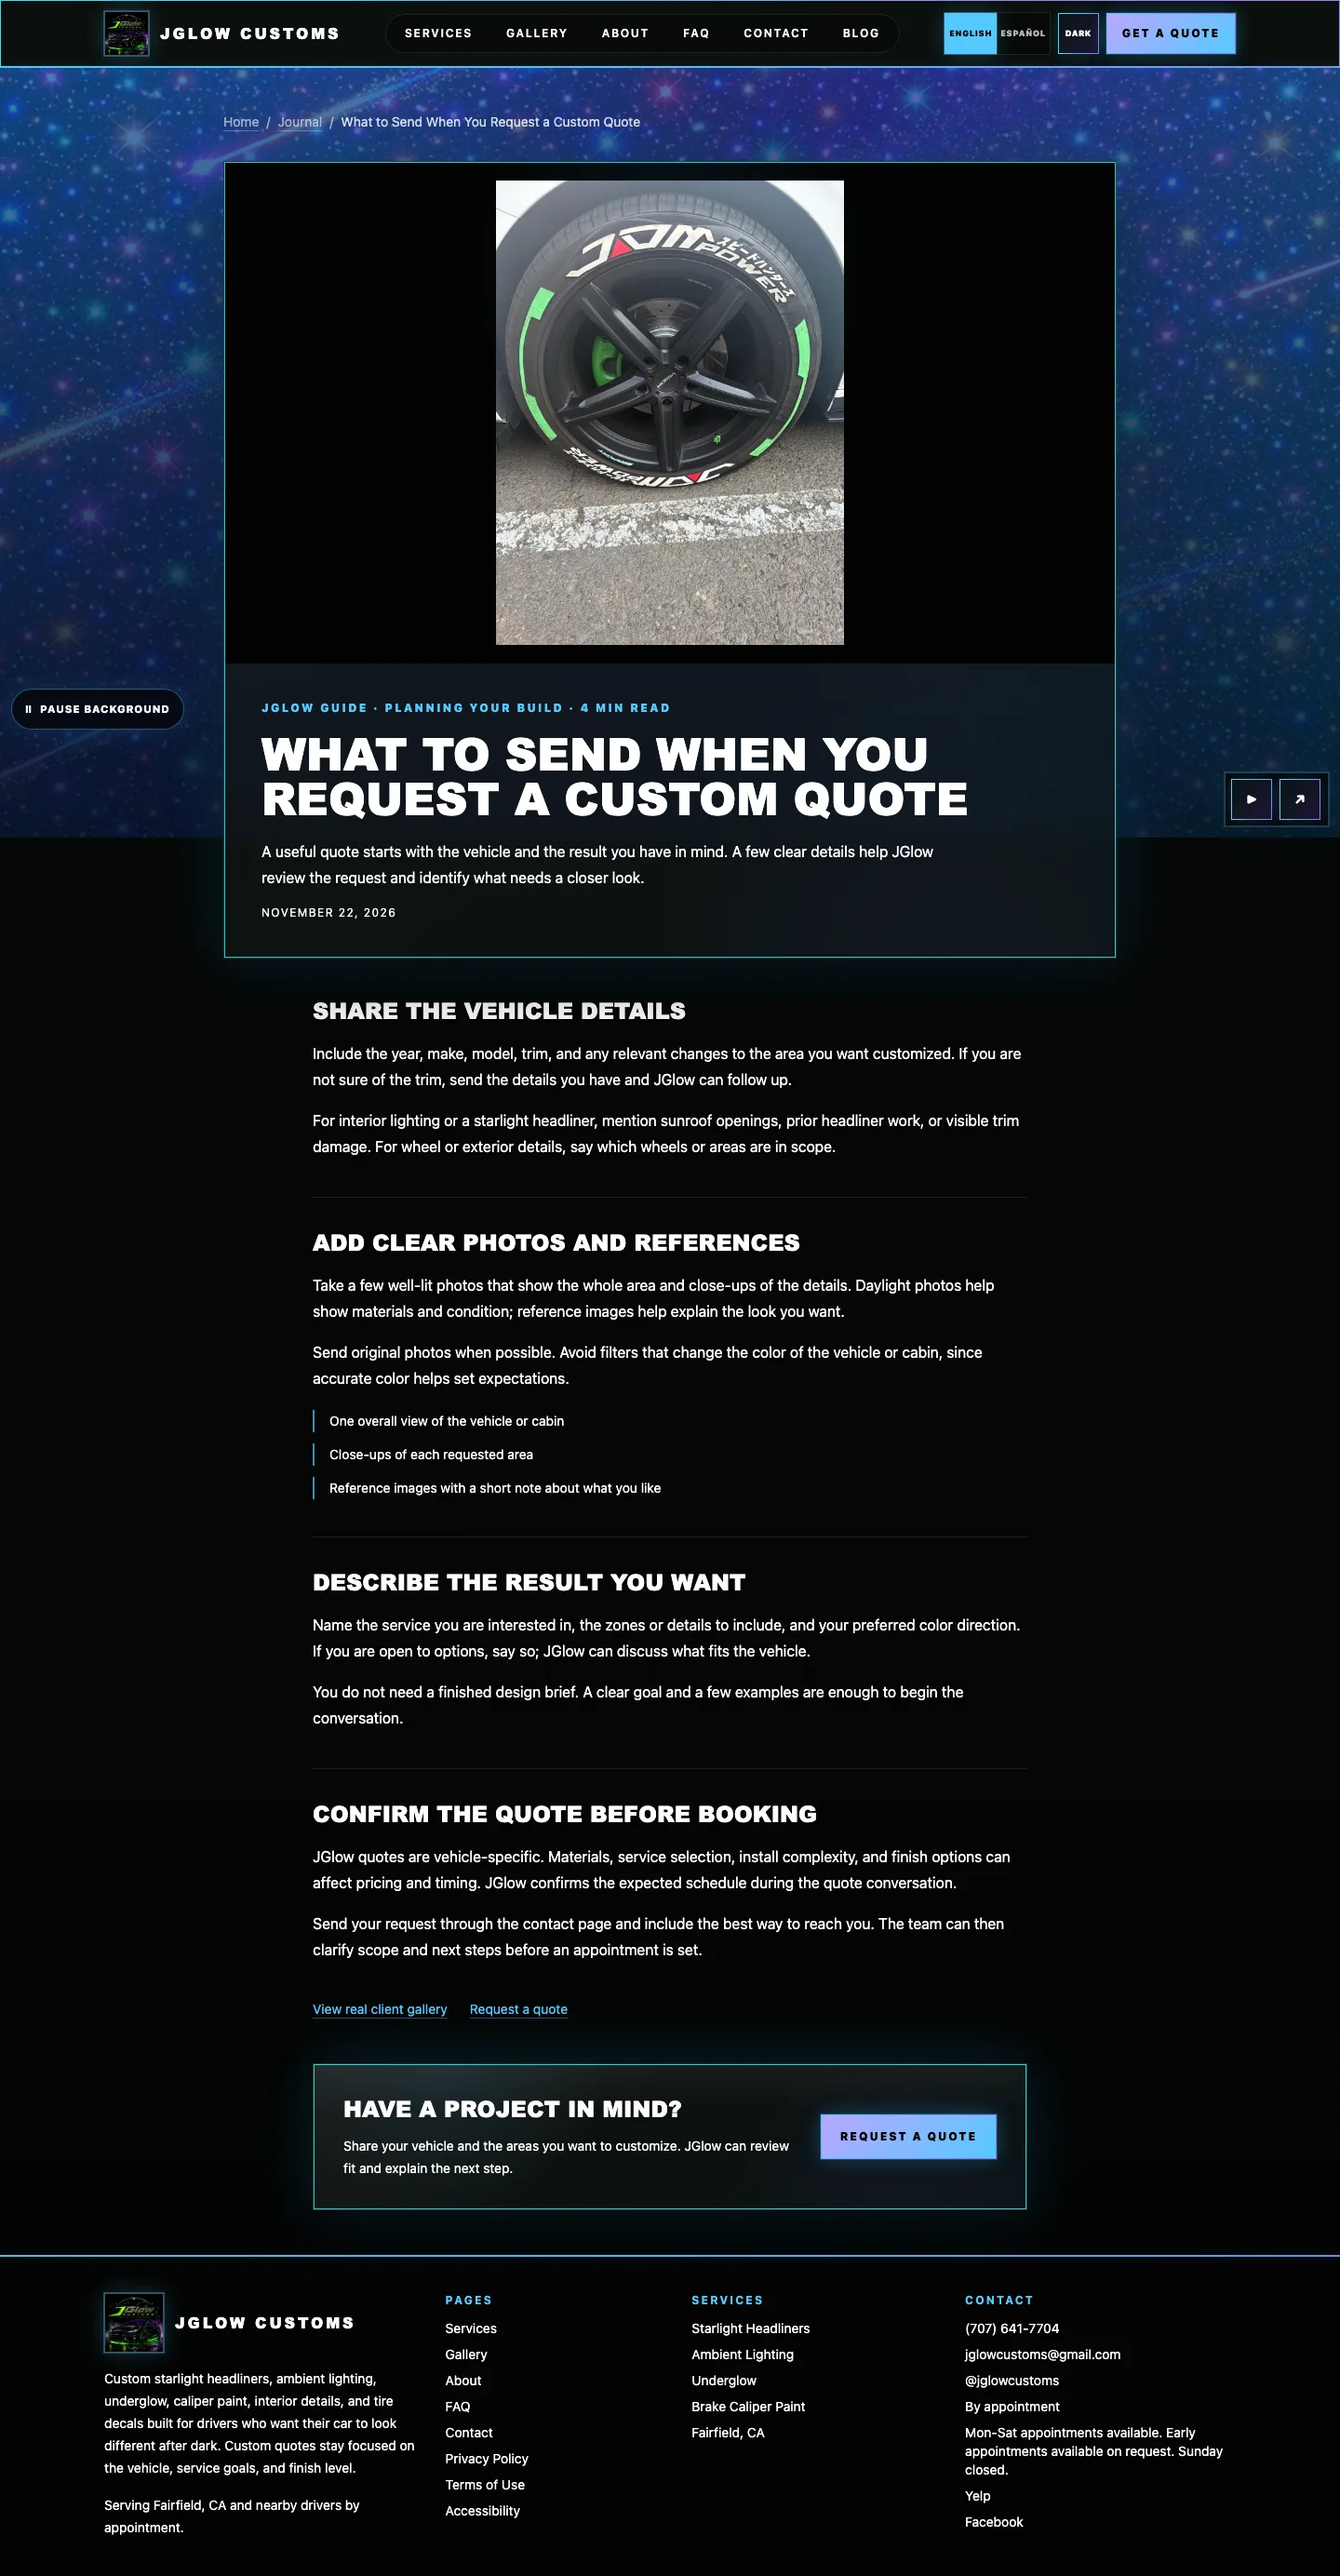 JGLOW CUSTOMS
SERVICES
GALLERY
ABOUT
FAQ
CONTACT
BLOG
ENGLISH
ESPAÑOL
DARK
GET A QUOTE
Home / Journal / What to Send When You Request a Custom Quote
JDM
POWER
スピードハンターズ
PAUSE BACKGROUND
JGLOW GUIDE · PLANNING YOUR BUILD · 4 MIN READ
WHAT TO SEND WHEN YOU
REQUEST A CUSTOM QUOTE
A useful quote starts with the vehicle and the result you have in mind. A few clear details help JGlow
review the request and identify what needs a closer look.
NOVEMBER 22, 2026
SHARE THE VEHICLE DETAILS
Include the year, make, model, trim, and any relevant changes to the area you want customized. If you are
not sure of the trim, send the details you have and JGlow can follow up.
For interior lighting or a starlight headliner, mention sunroof openings, prior headliner work, or visible trim
damage. For wheel or exterior details, say which wheels or areas are in scope.
ADD CLEAR PHOTOS AND REFERENCES
Take a few well-lit photos that show the whole area and close-ups of the details. Daylight photos help
show materials and condition; reference images help explain the look you want.
Send original photos when possible. Avoid filters that change the color of the vehicle or cabin, since
accurate color helps set expectations.
One overall view of the vehicle or cabin
Close-ups of each requested area
Reference images with a short note about what you like
DESCRIBE THE RESULT YOU WANT
Name the service you are interested in, the zones or details to include, and your preferred color direction.
If you are open to options, say so; JGlow can discuss what fits the vehicle.
You do not need a finished design brief. A clear goal and a few examples are enough to begin the
conversation.
CONFIRM THE QUOTE BEFORE BOOKING
JGlow quotes are vehicle-specific. Materials, service selection, install complexity, and finish options can
affect pricing and timing. JGlow confirms the expected schedule during the quote conversation.
Send your request through the contact page and include the best way to reach you. The team can then
clarify scope and next steps before an appointment is set.
View real client gallery
Request a quote
HAVE A PROJECT IN MIND?
Share your vehicle and the areas you want to customize. JGlow can review
fit and explain the next step.
REQUEST A QUOTE
JGlow
JGLOW CUSTOMS
Custom starlight headliners, ambient lighting,
underglow, caliper paint, interior details, and tire
decals built for drivers who want their car to look
different after dark. Custom quotes stay focused on
the vehicle, service goals, and finish level.
Serving Fairfield, CA and nearby drivers by
appointment.
PAGES
Services
Gallery
About
FAQ
Contact
Privacy Policy
Terms of Use
Accessibility
SERVICES
Starlight Headliners
Ambient Lighting
Underglow
Brake Caliper Paint
Fairfield, CA
CONTACT
(707) 641-7704
jglowcustoms@gmail.com
@jglowcustoms
By appointment
Mon-Sat appointments available. Early
appointments available on request. Sunday
closed.
Yelp
Facebook